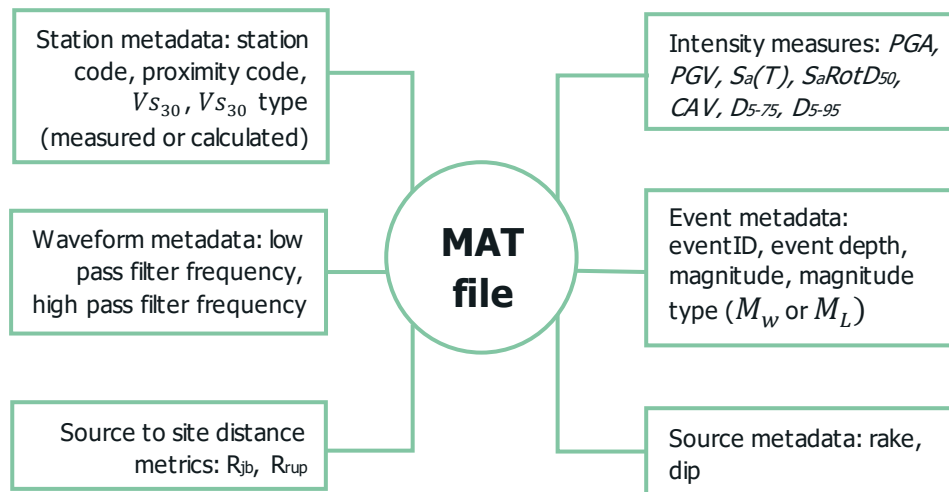 Station metadata: station
code, proximity code,
Vs₃₀, Vs₃₀ type
(measured or calculated)
Waveform metadata: low
pass filter frequency,
high pass filter frequency
Source to site distance
metrics: Rjb, Rrup
MAT
file
Intensity measures: PGA,
PGV, Sa(T), SaRotD₅₀,
CAV, D₅₋₇₅, D₅₋₉₅
Event metadata:
eventID, event depth,
magnitude, magnitude
type (M_w or M_L)
Source metadata: rake,
dip